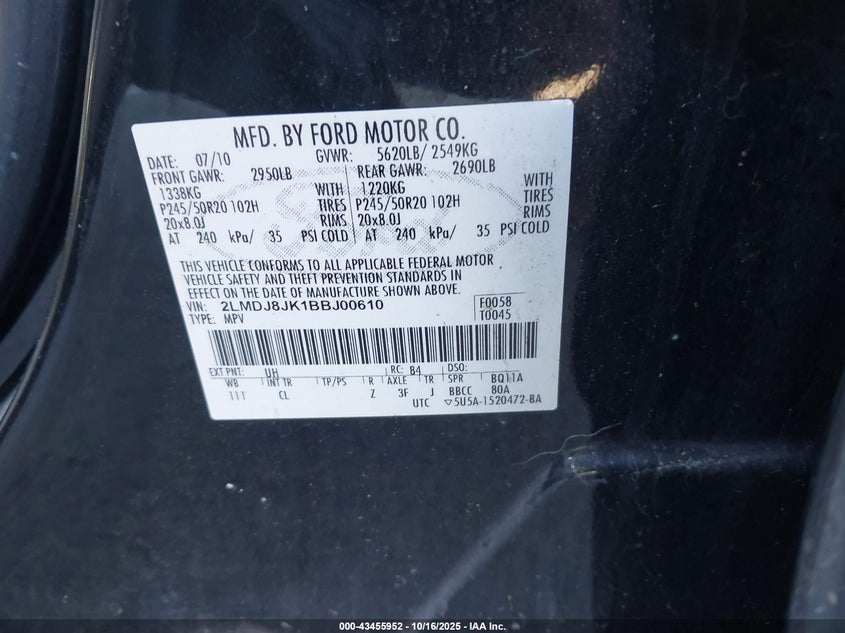 MFD. BY FORD MOTOR CO.
DATE: 07/10 GVWR: 5620LB/ 2549KG
FRONT GAWR: 2950LB REAR GAWR: 2690LB
1338KG WITH 1220KG WITH
P245/50R20 102H TIRES P245/50R20 102H TIRES
20x8.0J RIMS 20x8.0J RIMS
AT 240 kPa/ 35 PSI COLD AT 240 kPa/ 35 PSI COLD
THIS VEHICLE CONFORMS TO ALL APPLICABLE FEDERAL MOTOR
VEHICLE SAFETY AND THEFT PREVENTION STANDARDS IN
EFFECT ON THE DATE OF MANUFACTURE SHOWN ABOVE.
VIN: 2LMDJ8JK1BBJ00610 F0058
TYPE: MPV T0045
EXT PNT: UH RC: 84 DSO:
WB INT TR TP/PS R AXLE TR SPR BQ11A
111 CL Z 3F J BBCC 80A
UTC ▽5U5A-1520472-BA
000-43455952 | 10/16/2025 - IAA Inc.